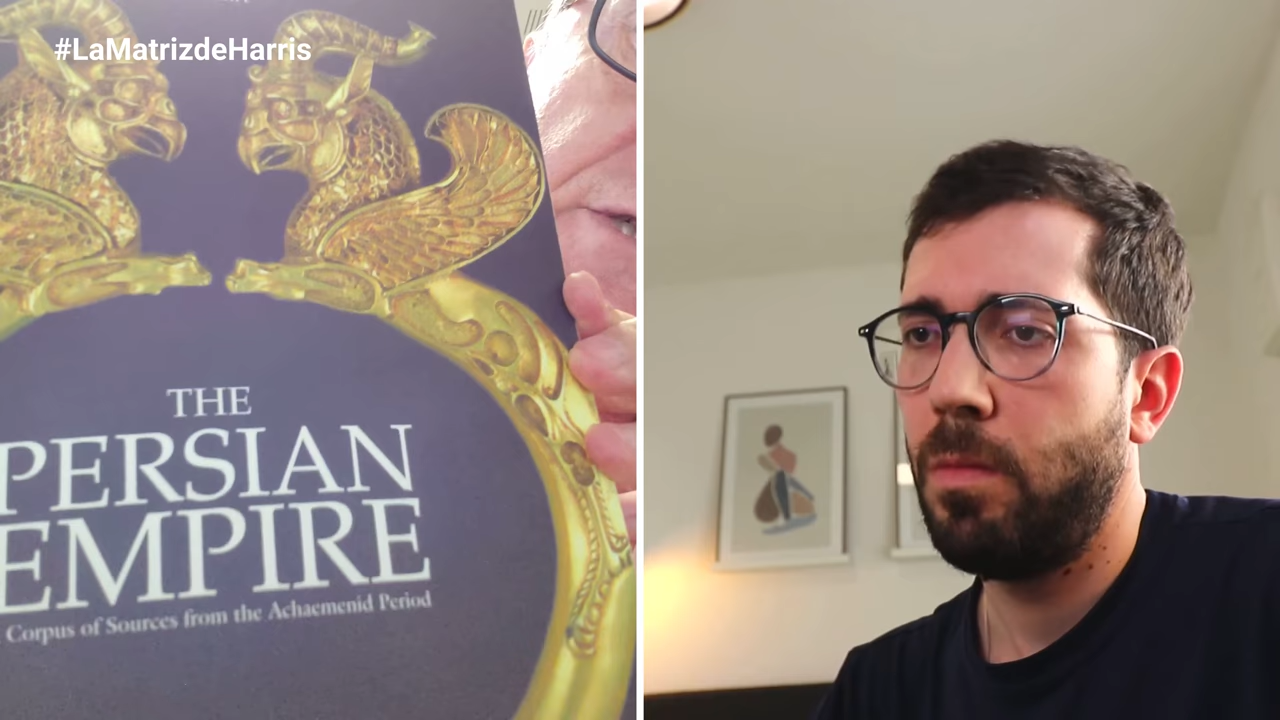 #LaMatrizdeHarris
THE
PERSIAN
EMPIRE
Corpus of Sources from the Achaemenid Period